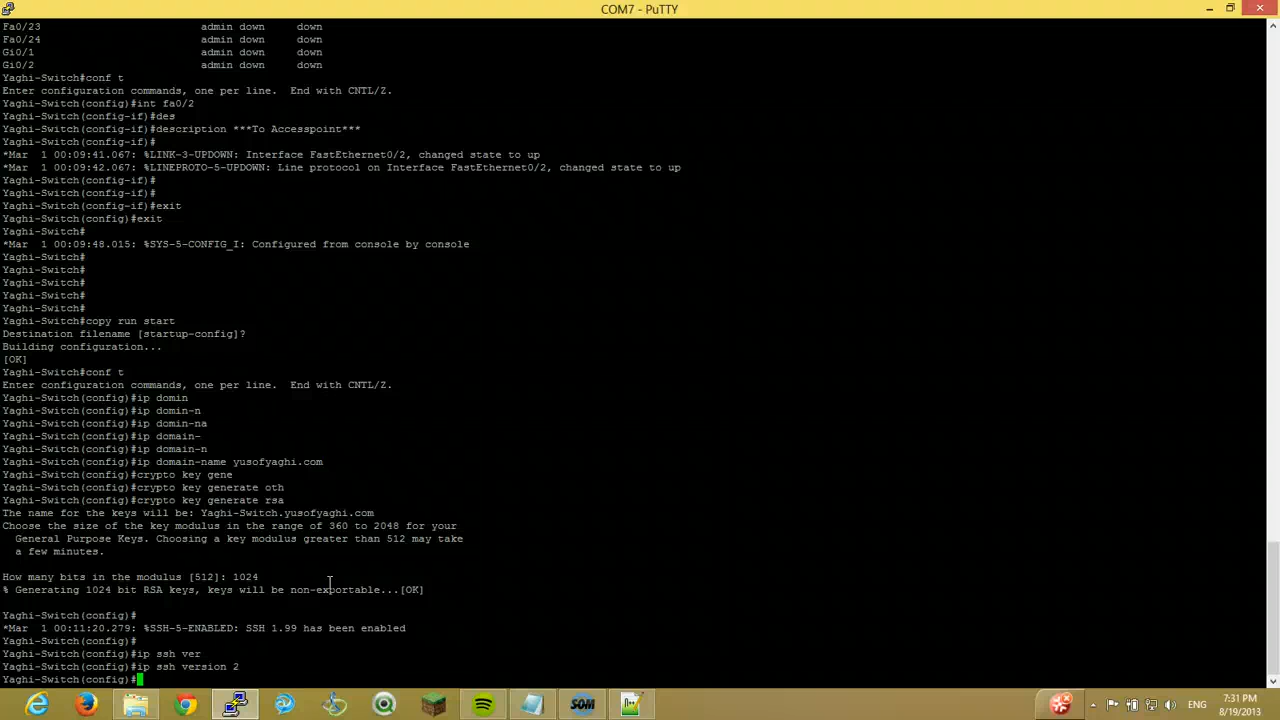 COM7 - PuTTY
Fa0/23                         admin down     down
Fa0/24                         admin down     down
Gi0/1                          admin down     down
Gi0/2                          admin down     down
Yaghi-Switch#conf t
Enter configuration commands, one per line.  End with CNTL/Z.
Yaghi-Switch(config)#int fa0/2
Yaghi-Switch(config-if)#des
Yaghi-Switch(config-if)#description ***To Accesspoint***
Yaghi-Switch(config-if)#
*Mar  1 00:09:41.067: %LINK-3-UPDOWN: Interface FastEthernet0/2, changed state to up
*Mar  1 00:09:42.067: %LINEPROTO-5-UPDOWN: Line protocol on Interface FastEthernet0/2, changed state to up
Yaghi-Switch(config-if)#
Yaghi-Switch(config-if)#
Yaghi-Switch(config-if)#exit
Yaghi-Switch(config)#exit
Yaghi-Switch#
*Mar  1 00:09:48.015: %SYS-5-CONFIG_I: Configured from console by console
Yaghi-Switch#
Yaghi-Switch#
Yaghi-Switch#
Yaghi-Switch#
Yaghi-Switch#
Yaghi-Switch#copy run start
Destination filename [startup-config]?
Building configuration...
[OK]
Yaghi-Switch#conf t
Enter configuration commands, one per line.  End with CNTL/Z.
Yaghi-Switch(config)#ip domin
Yaghi-Switch(config)#ip domin-n
Yaghi-Switch(config)#ip domin-na
Yaghi-Switch(config)#ip domain-
Yaghi-Switch(config)#ip domain-n
Yaghi-Switch(config)#ip domain-name yusofyaghi.com
Yaghi-Switch(config)#crypto key gene
Yaghi-Switch(config)#crypto key generate oth
Yaghi-Switch(config)#crypto key generate rsa
The name for the keys will be: Yaghi-Switch.yusofyaghi.com
Choose the size of the key modulus in the range of 360 to 2048 for your
  General Purpose Keys. Choosing a key modulus greater than 512 may take
  a few minutes.
How many bits in the modulus [512]: 1024
% Generating 1024 bit RSA keys, keys will be non-exportable...[OK]
Yaghi-Switch(config)#
*Mar  1 00:11:20.279: %SSH-5-ENABLED: SSH 1.99 has been enabled
Yaghi-Switch(config)#
Yaghi-Switch(config)#ip ssh ver
Yaghi-Switch(config)#ip ssh version 2
Yaghi-Switch(config)#
SOM
ENG
7:31 PM
8/19/2013